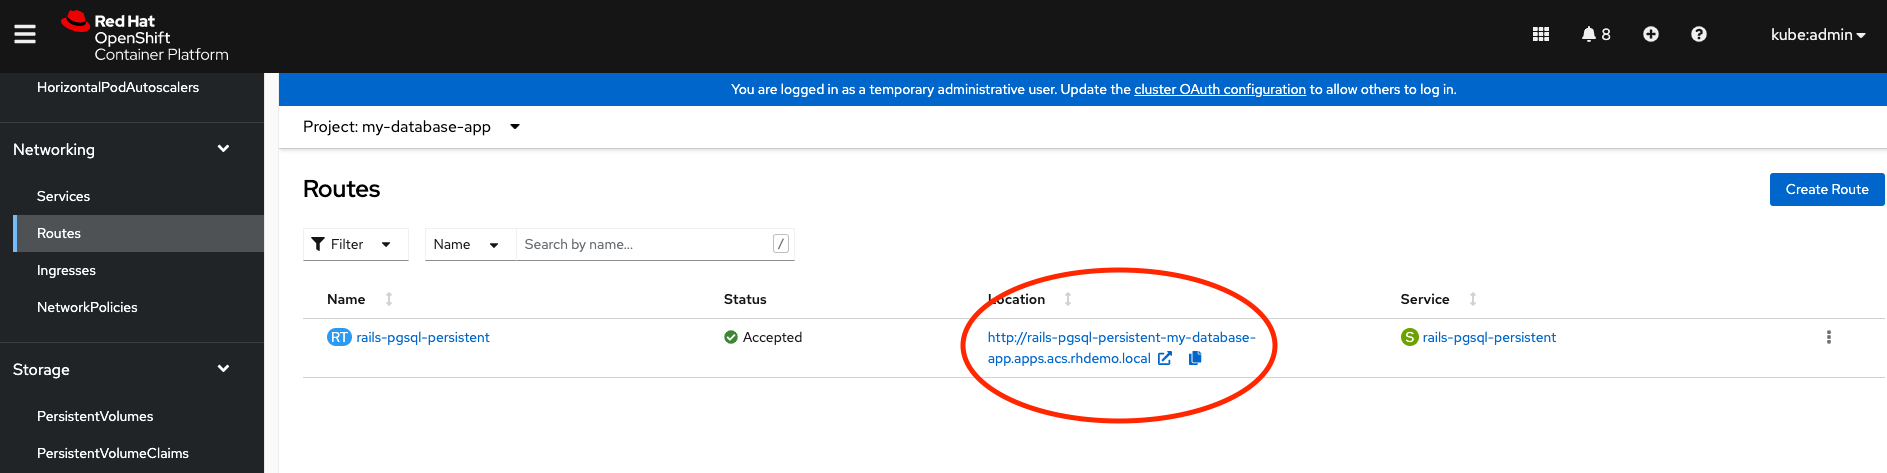 Red Hat
OpenShift
Container Platform
8
kube:admin
HorizontalPodAutoscalers
Networking
Services
Routes
Ingresses
NetworkPolicies
Storage
PersistentVolumes
PersistentVolumeClaims
You are logged in as a temporary administrative user. Update the cluster OAuth configuration to allow others to log in.
Project: my-database-app
Routes
Create Route
Filter
Name
Search by name...
/
Name Status Location Service
RT rails-pgsql-persistent Accepted http://rails-pgsql-persistent-my-database- S rails-pgsql-persistent
app.apps.acs.rhdemo.local